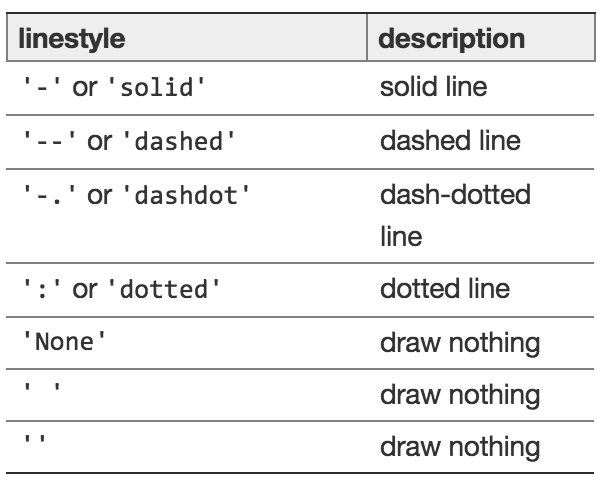 linestyle description
'-' or 'solid' solid line
'--' or 'dashed' dashed line
'-.' or 'dashdot' dash-dotted
line
':' or 'dotted' dotted line
'None' draw nothing
' ' draw nothing
'' draw nothing